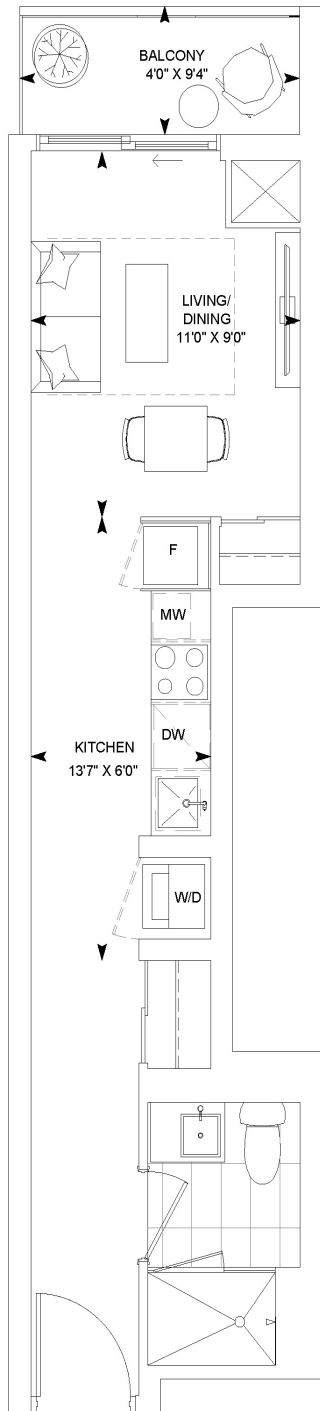 BALCONY
4'0" X 9'4"
LIVING/
DINING
11'0" X 9'0"
F
MW
DW
KITCHEN
13'7" X 6'0"
W/D